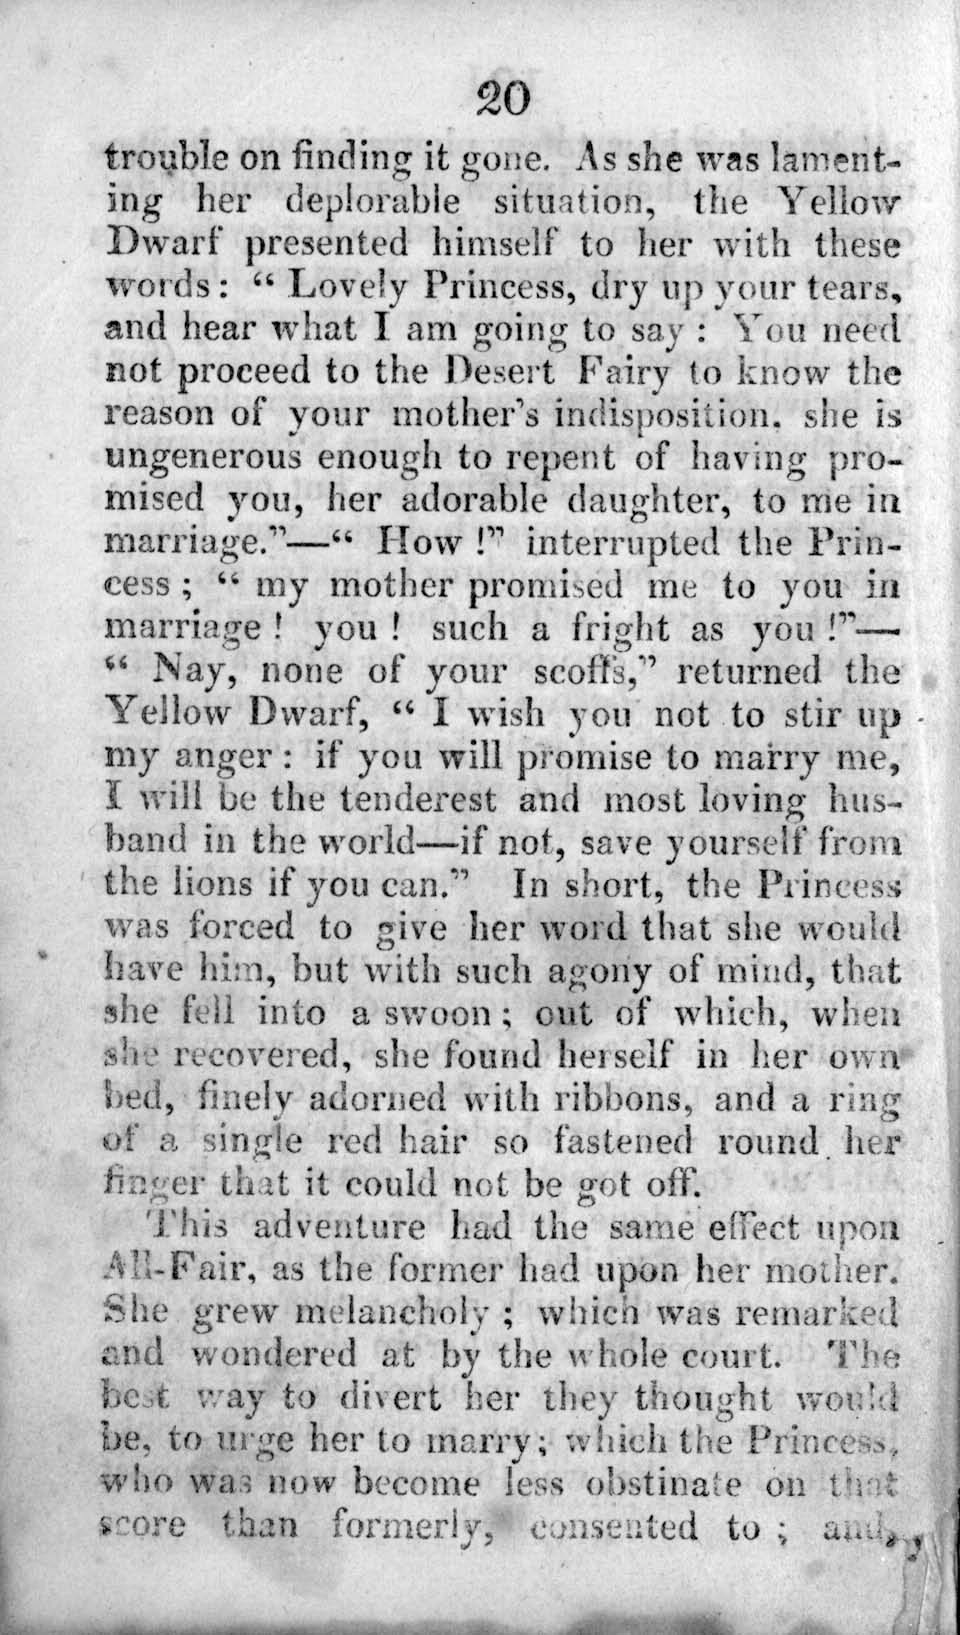 20
trouble on finding it gone. As she was lament-
ing her deplorable situation, the Yellow
Dwarf presented himself to her with these
words: “ Lovely Princess, dry up your tears,
and hear what I am going to say : You need
not proceed to the Desert Fairy to know the
reason of your mother's indisposition. she is
ungenerous enough to repent of having pro-
mised you, her adorable daughter, to me in
marriage.”—“ How !” interrupted the Prin-
cess ; “ my mother promised me to you in
marriage ! you ! such a fright as you !”—
“ Nay, none of your scoffs,” returned the
Yellow Dwarf, “ I wish you not to stir up
my anger : if you will promise to marry me,
I will be the tenderest and most loving hus-
band in the world—if not, save yourself from
the lions if you can.” In short, the Princess
was forced to give her word that she would
have him, but with such agony of mind, that
she fell into a swoon ; out of which, when
she recovered, she found herself in her own
bed, finely adorned with ribbons, and a ring
of a single red hair so fastened round her
finger that it could not be got off.
This adventure had the same effect upon
All-Fair, as the former had upon her mother.
She grew melancholy ; which was remarked
and wondered at by the whole court. The
best way to divert her they thought would
be, to urge her to marry; which the Princess,
who was now become less obstinate on that
score than formerly, consented to ; and,